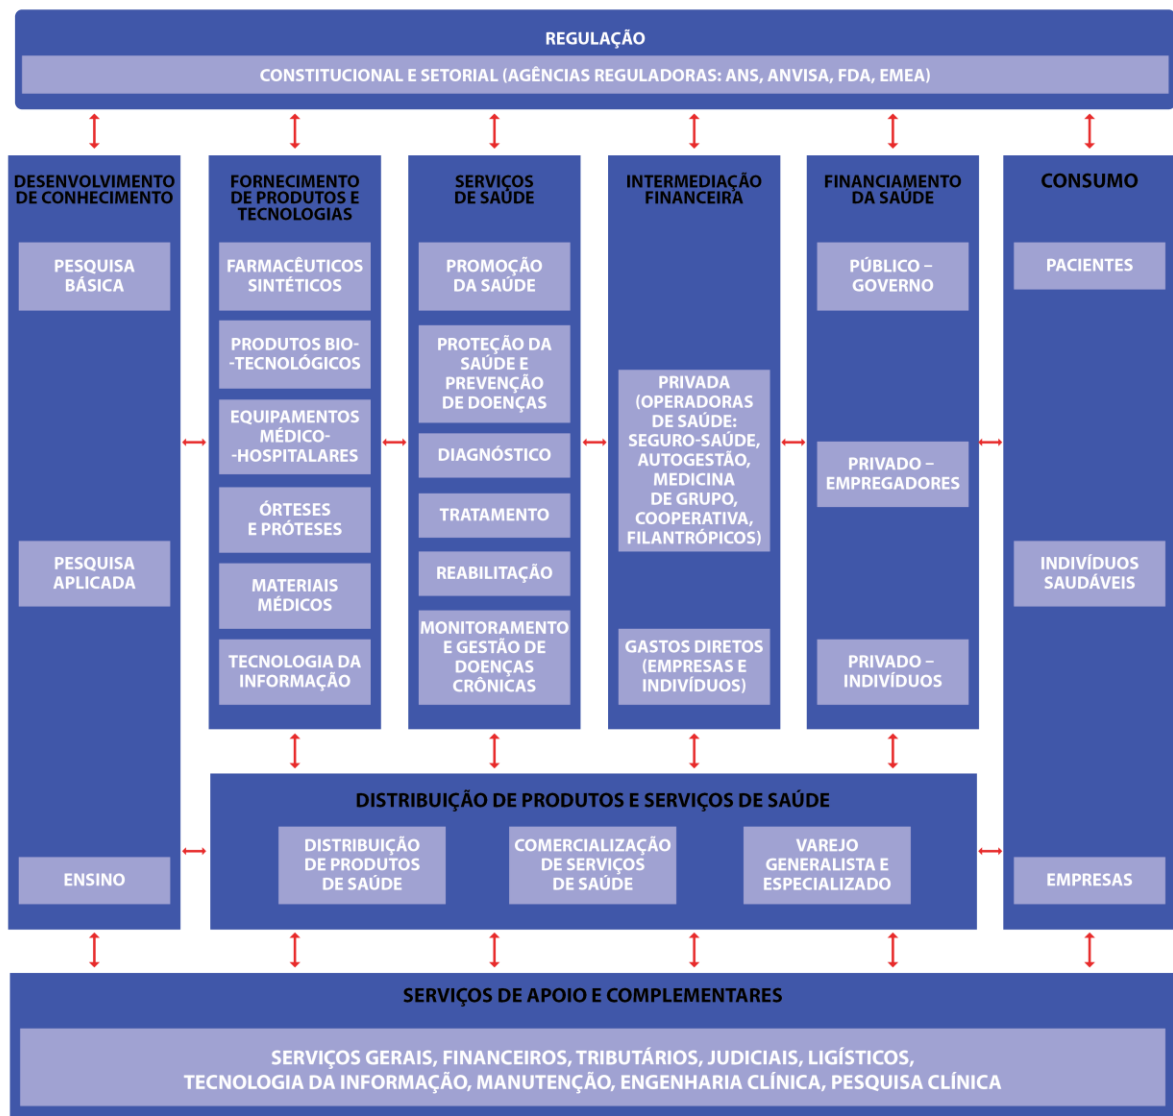 REGULAÇÃO
CONSTITUCIONAL E SETORIAL (AGÊNCIAS REGULADORAS: ANS, ANVISA, FDA, EMEA)
DESENVOLVIMENTO
DE CONHECIMENTO
PESQUISA
BÁSICA
PESQUISA
APLICADA
ENSINO
FORNECIMENTO
DE PRODUTOS E
TECNOLOGIAS
FARMACÊUTICOS
SINTÉTICOS
PRODUTOS BIO-
-TECNOLÓGICOS
EQUIPAMENTOS
MÉDICO-
-HOSPITALARES
ÓRTESES
E PRÓTESES
MATERIAIS
MÉDICOS
TECNOLOGIA DA
INFORMAÇÃO
SERVIÇOS
DE SAÚDE
PROMOÇÃO
DA SAÚDE
PROTEÇÃO DA
SAÚDE E
PREVENÇÃO
DE DOENÇAS
DIAGNÓSTICO
TRATAMENTO
REABILITAÇÃO
MONITORAMENTO
E GESTÃO DE
DOENÇAS
CRÔNICAS
INTERMEDIAÇÃO
FINANCEIRA
PRIVADA
(OPERADORAS
DE SAÚDE:
SEGURO-SAÚDE,
AUTOGESTÃO,
MEDICINA
DE GRUPO,
COOPERATIVA,
FILANTRÓPICOS)
GASTOS DIRETOS
(EMPRESAS E
INDIVÍDUOS)
FINANCIAMENTO
DA SAÚDE
PÚBLICO –
GOVERNO
PRIVADO –
EMPREGADORES
PRIVADO –
INDIVÍDUOS
CONSUMO
PACIENTES
INDIVÍDUOS
SAUDÁVEIS
EMPRESAS
DISTRIBUIÇÃO DE PRODUTOS E SERVIÇOS DE SAÚDE
DISTRIBUIÇÃO
DE PRODUTOS
DE SAÚDE
COMERCIALIZAÇÃO
DE SERVIÇOS
DE SAÚDE
VAREJO
GENERALISTA E
ESPECIALIZADO
SERVIÇOS DE APOIO E COMPLEMENTARES
SERVIÇOS GERAIS, FINANCEIROS, TRIBUTÁRIOS, JUDICIAIS, LIGÍSTICOS,
TECNOLOGIA DA INFORMAÇÃO, MANUTENÇÃO, ENGENHARIA CLÍNICA, PESQUISA CLÍNICA